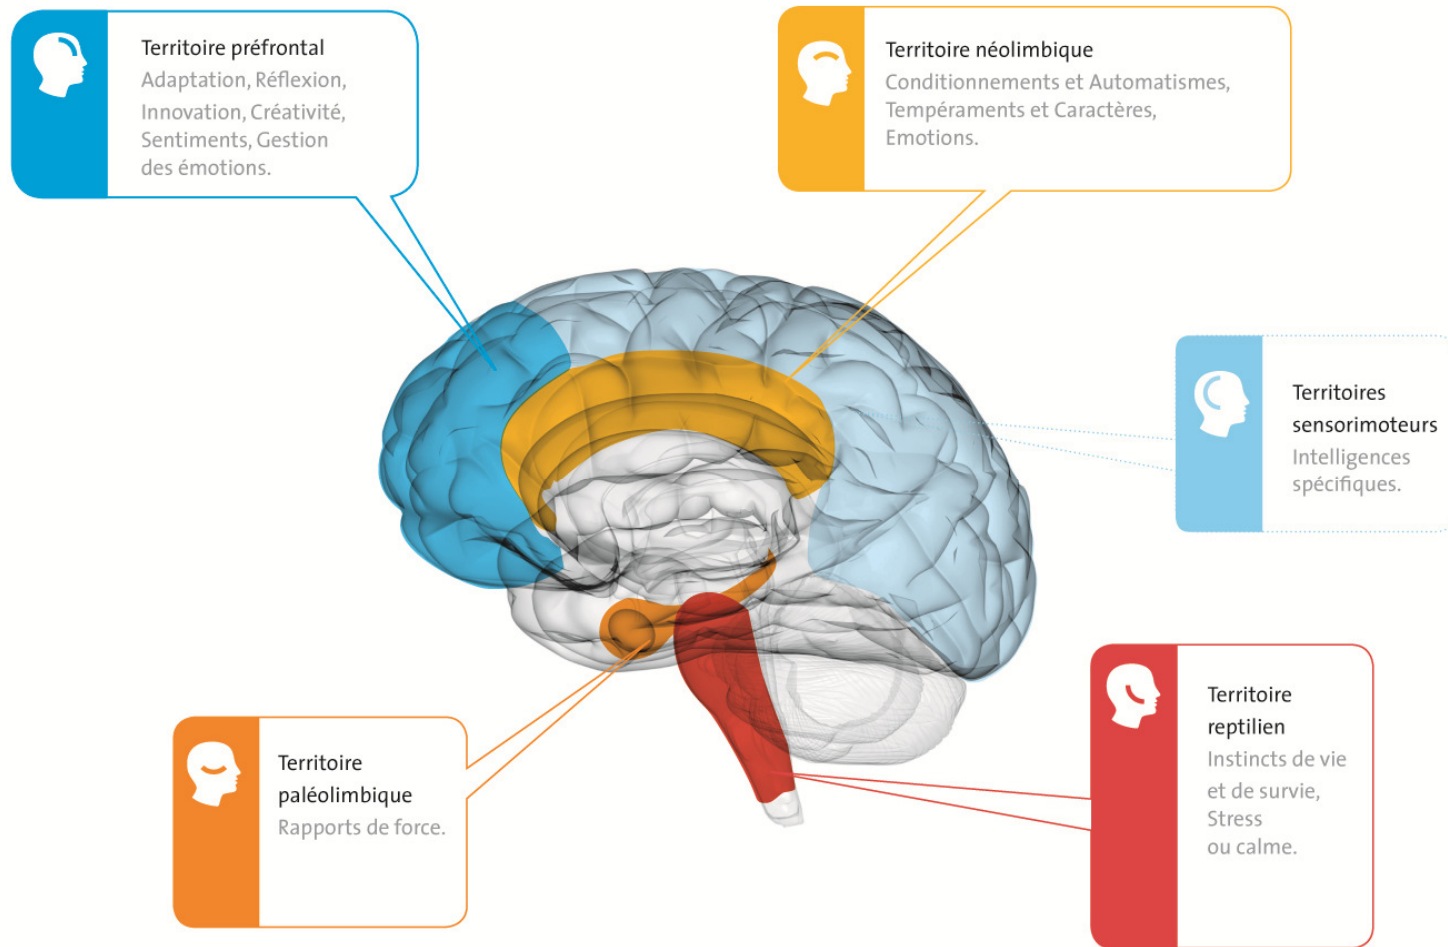 Territoire préfrontal
Adaptation, Réflexion,
Innovation, Créativité,
Sentiments, Gestion
des émotions.
Territoire néolimbique
Conditionnements et Automatismes,
Tempéraments et Caractères,
Emotions.
Territoires
sensorimoteurs
Intelligences
spécifiques.
Territoire
paléolimbique
Rapports de force.
Territoire
reptilien
Instincts de vie
et de survie,
Stress
ou calme.